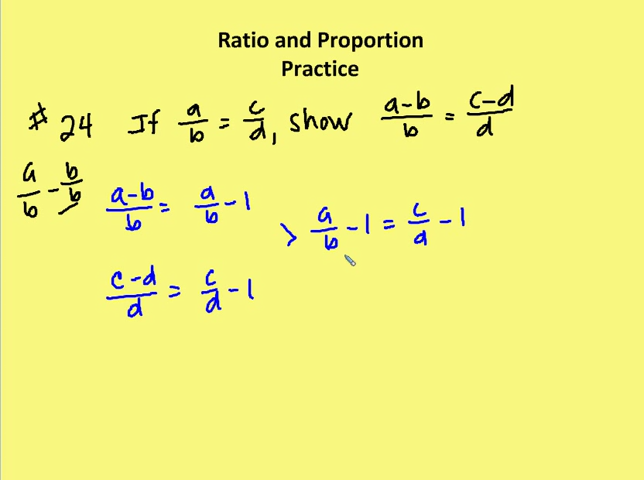 Ratio and Proportion
Practice
# 24 If a/b = c/d, show (a-b)/b = (c-d)/d
a/b - b/b
(a-b)/b = a/b - 1
> a/b - 1 = c/d - 1
(c-d)/d = c/d - 1